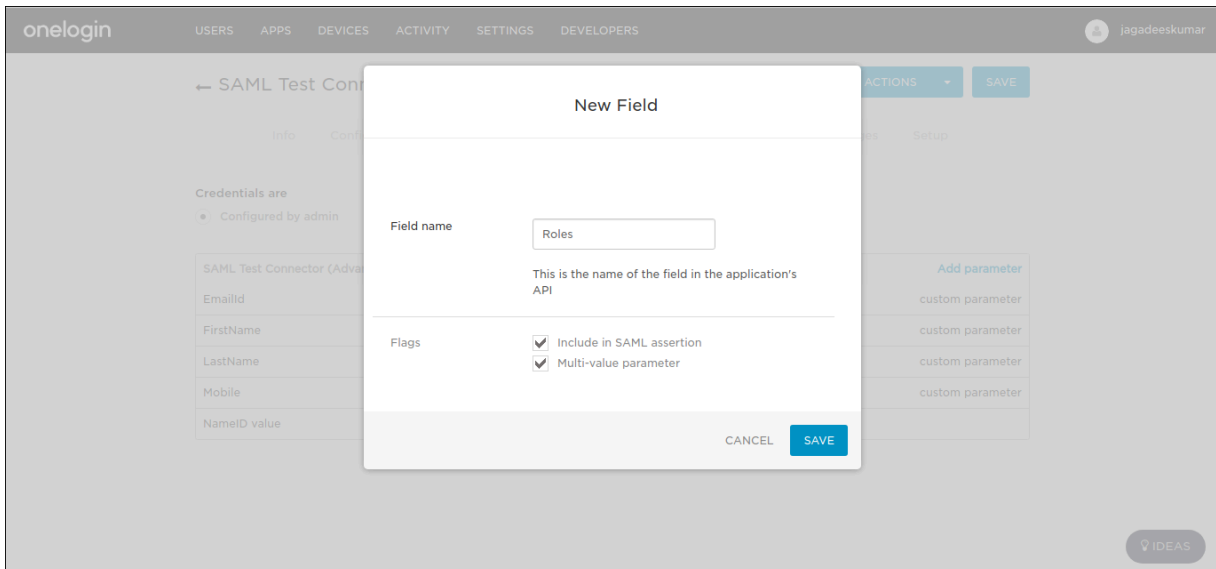 onelogin USERS APPS DEVICES ACTIVITY SETTINGS DEVELOPERS jagadeeskumar
← SAML Test Conn
ACTIONS SAVE
New Field
Info Confi
Setup
Credentials are
Configured by admin
Field name Roles
This is the name of the field in the application's
API
SAML Test Connector (Adva Add parameter
EmailId custom parameter
FirstName custom parameter
LastName custom parameter
Mobile custom parameter
NameID value
Flags Include in SAML assertion
Multi-value parameter
CANCEL SAVE
IDEAS